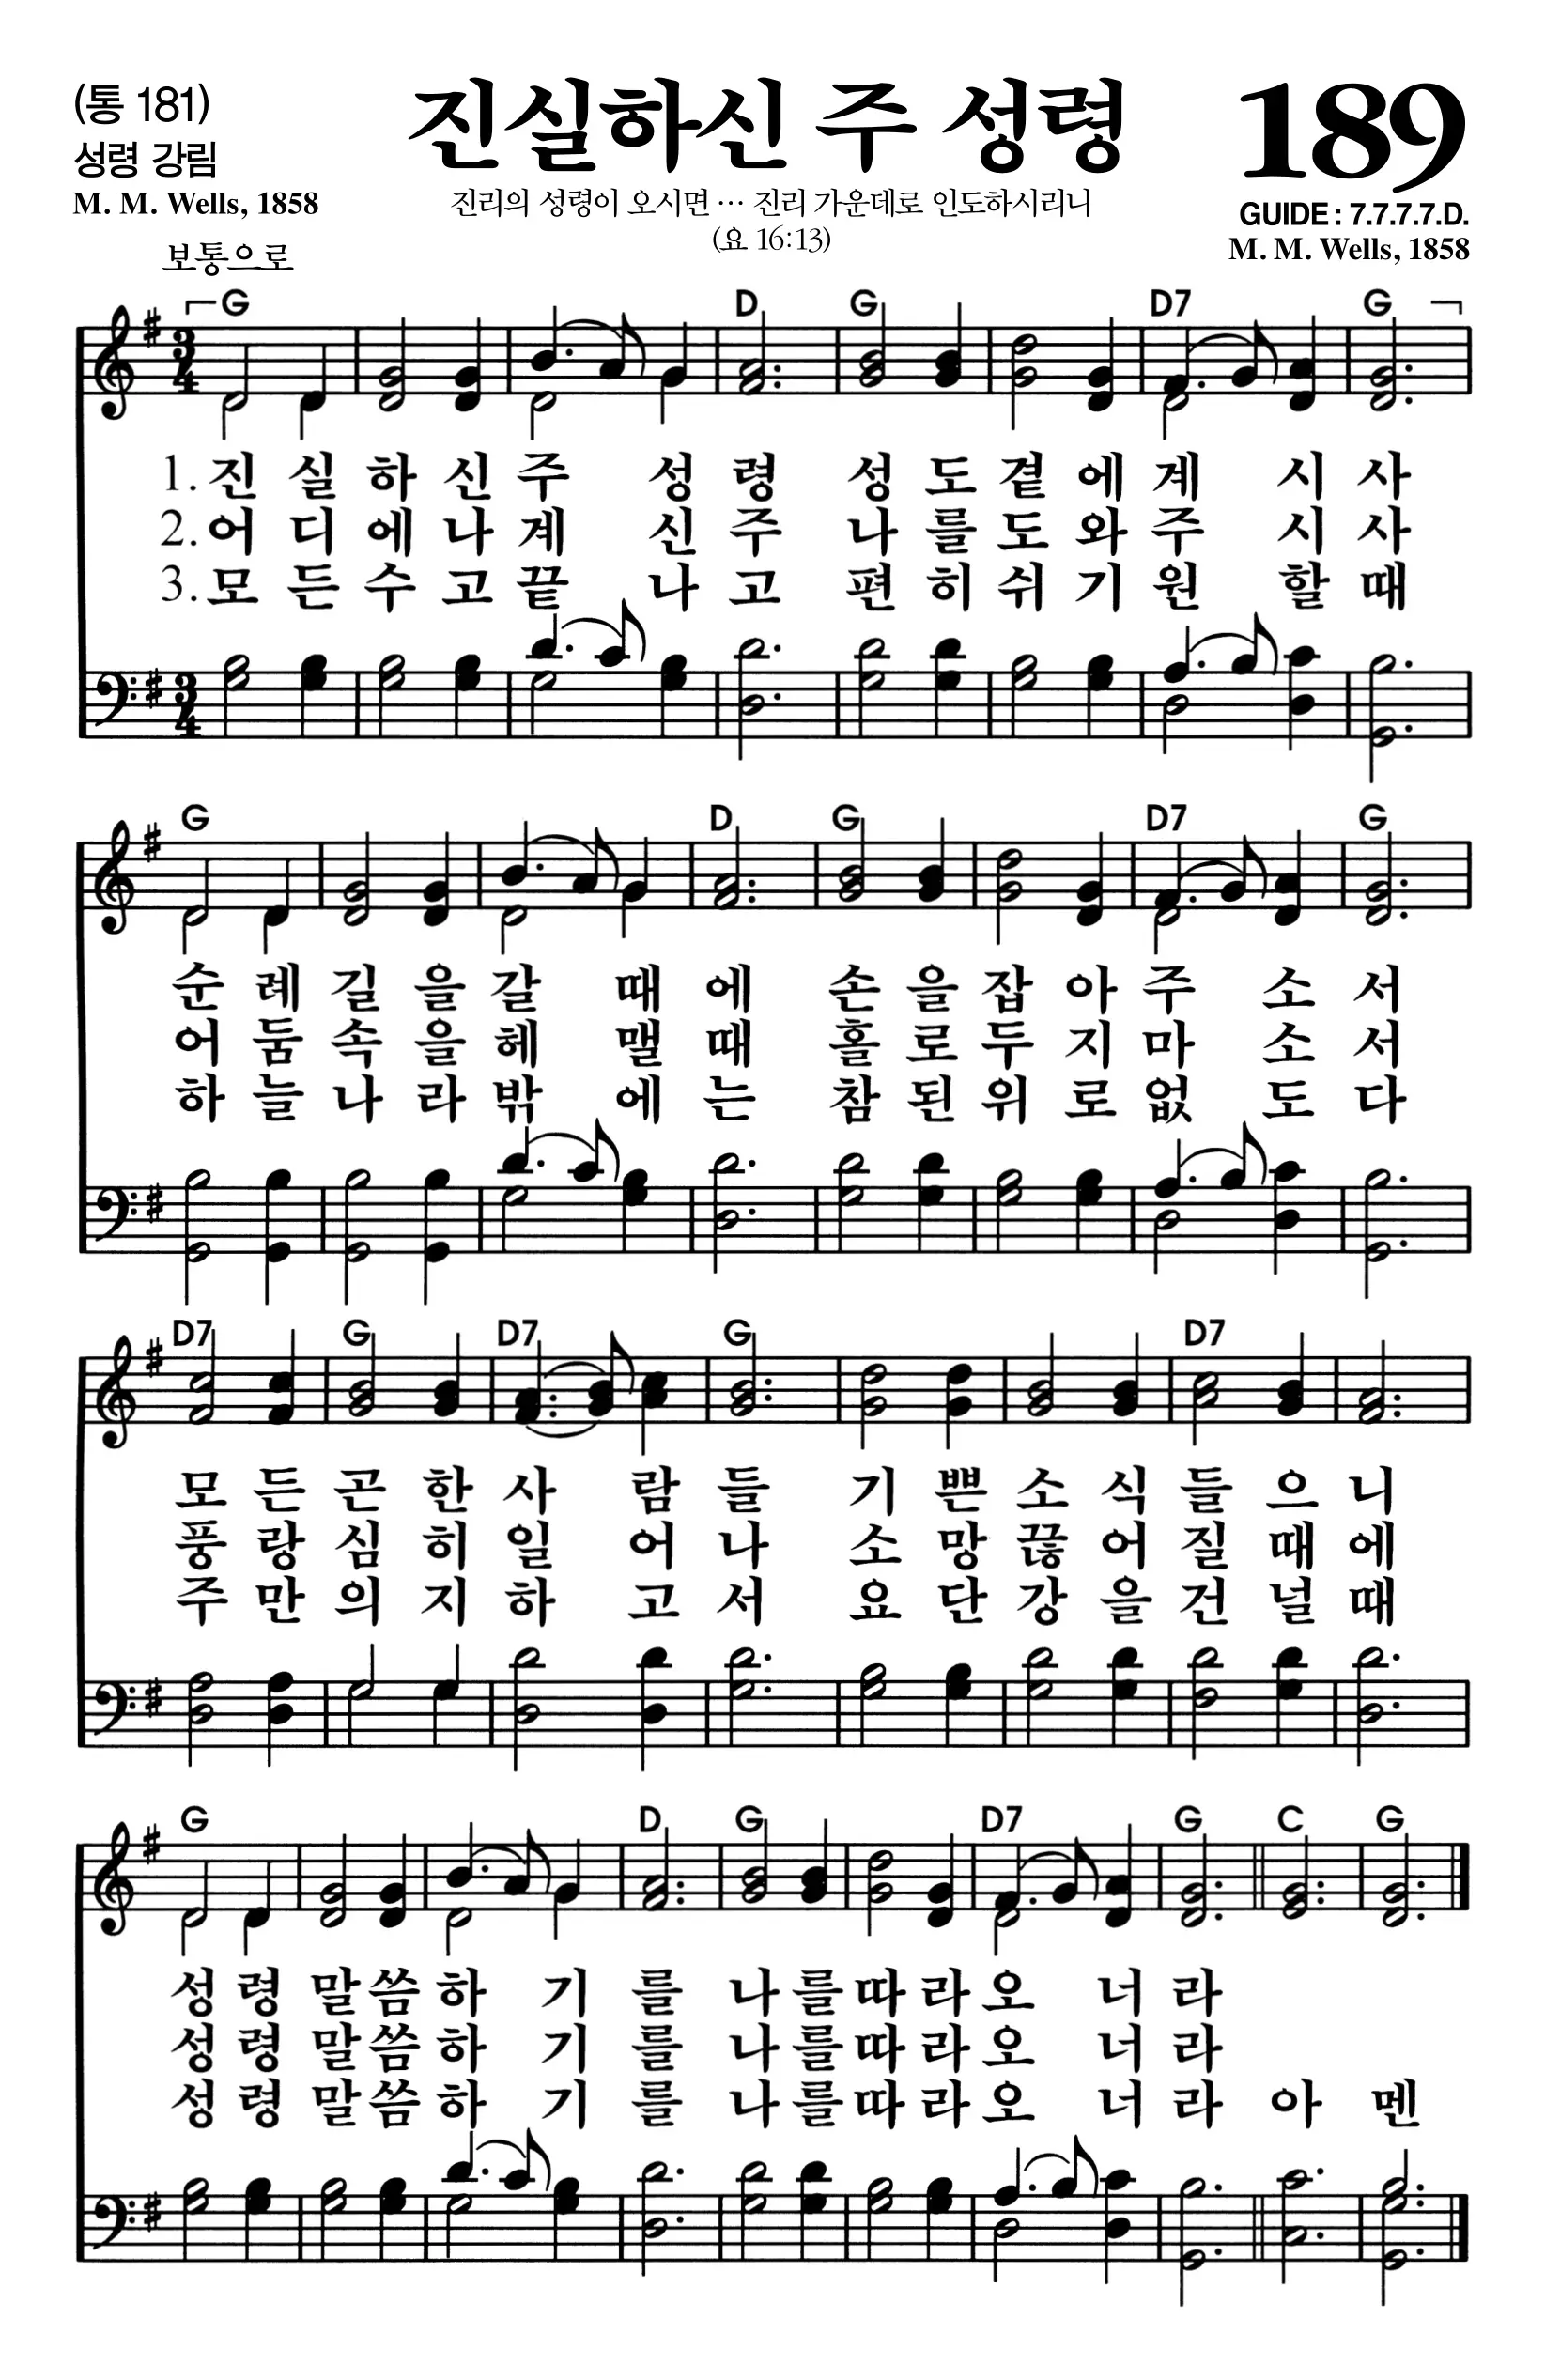 (통 181)
성령 강림
M. M. Wells, 1858
진실하신 주 성령
진리의 성령이 오시면 … 진리 가운데로 인도하시리니
(요 16:13)
189
GUIDE : 7.7.7.7.D.
M. M. Wells, 1858
보통으로
G D G D7 G
3 4
1. 진 실 하 신 주 성 령 성 도 곁 에 계 시 사
2. 어 디 에 나 계 신 주 나 를 도 와 주 시 사
3. 모 든 수 고 끝 나 고 편 히 쉬 기 원 할 때
3 4
G D G D7 G
순 례 길 을 갈 때 에 손 을 잡 아 주 소 서
어 둠 속 을 헤 맬 때 홀 로 두 지 마 소 서
하 늘 나 라 밖 에 는 참 된 위 로 없 도 다
D7 G D7 G D7
모 든 곤 한 사 람 들 기 쁜 소 식 들 으 니
풍 랑 심 히 일 어 나 소 망 끊 어 질 때 에
주 만 의 지 하 고 서 요 단 강 을 건 널 때
G D G D7 G C G
성 령 말 씀 하 기 를 나 를 따 라 오 너 라
성 령 말 씀 하 기 를 나 를 따 라 오 너 라
성 령 말 씀 하 기 를 나 를 따 라 오 너 라 아 멘